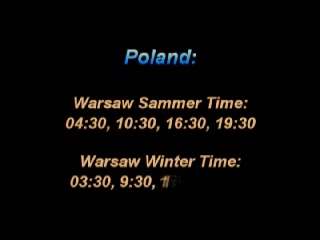 Poland:
Warsaw Sammer Time:
04:30, 10:30, 16:30, 19:30
Warsaw Winter Time:
03:30, 9:30,